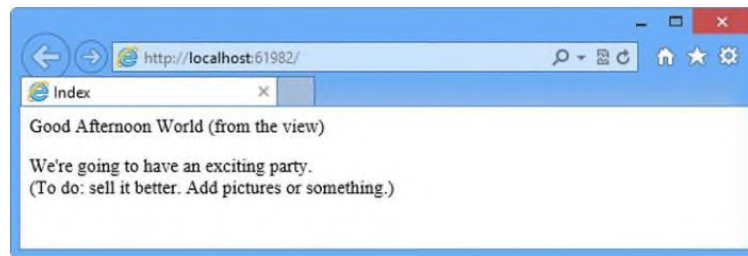 http://localhost:61982/
Index
Good Afternoon World (from the view)
We're going to have an exciting party.
(To do: sell it better. Add pictures or something.)